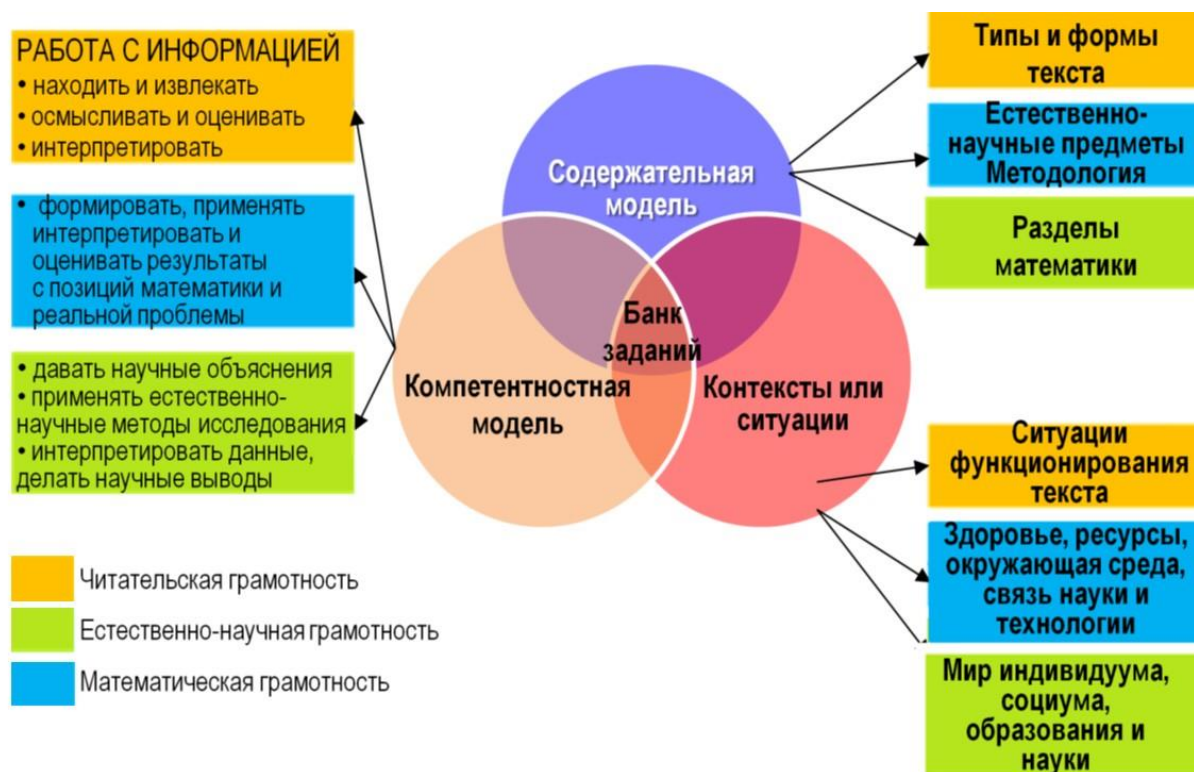 РАБОТА С ИНФОРМАЦИЕЙ
• находить и извлекать
• осмысливать и оценивать
• интерпретировать
• формировать, применять
интерпретировать и
оценивать результаты
с позиций математики и
реальной проблемы
• давать научные объяснения
• применять естественно-
научные методы исследования
• интерпретировать данные,
делать научные выводы
Читательская грамотность
Естественно-научная грамотность
Математическая грамотность
Содержательная
модель
Банк
заданий
Компетентностная
модель
Контексты или
ситуации
Типы и формы
текста
Естественно-
научные предметы
Методология
Разделы
математики
Ситуации
функционирования
текста
Здоровье, ресурсы,
окружающая среда,
связь науки и
технологии
Мир индивидуума,
социума,
образования и
науки